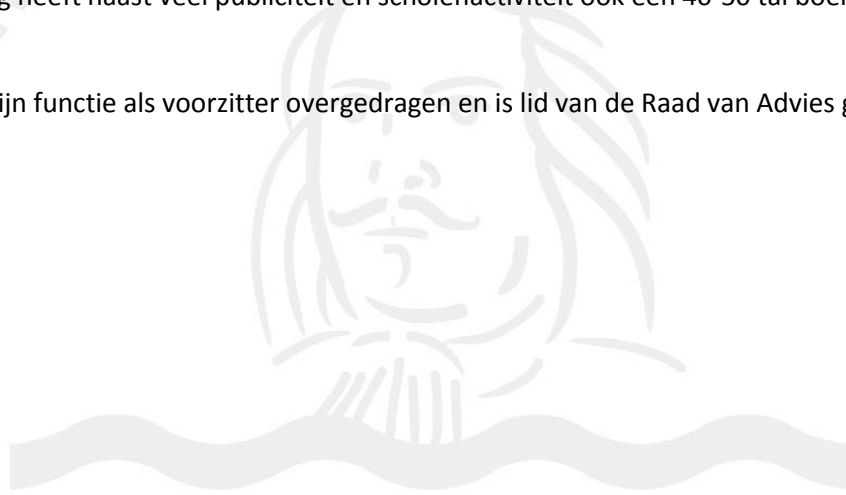 g heeft naast veel publiciteit en scholenactiviteit ook een 40-50 tal
ijn functie als voorzitter overgedragen en is lid van de Raad van Advies g